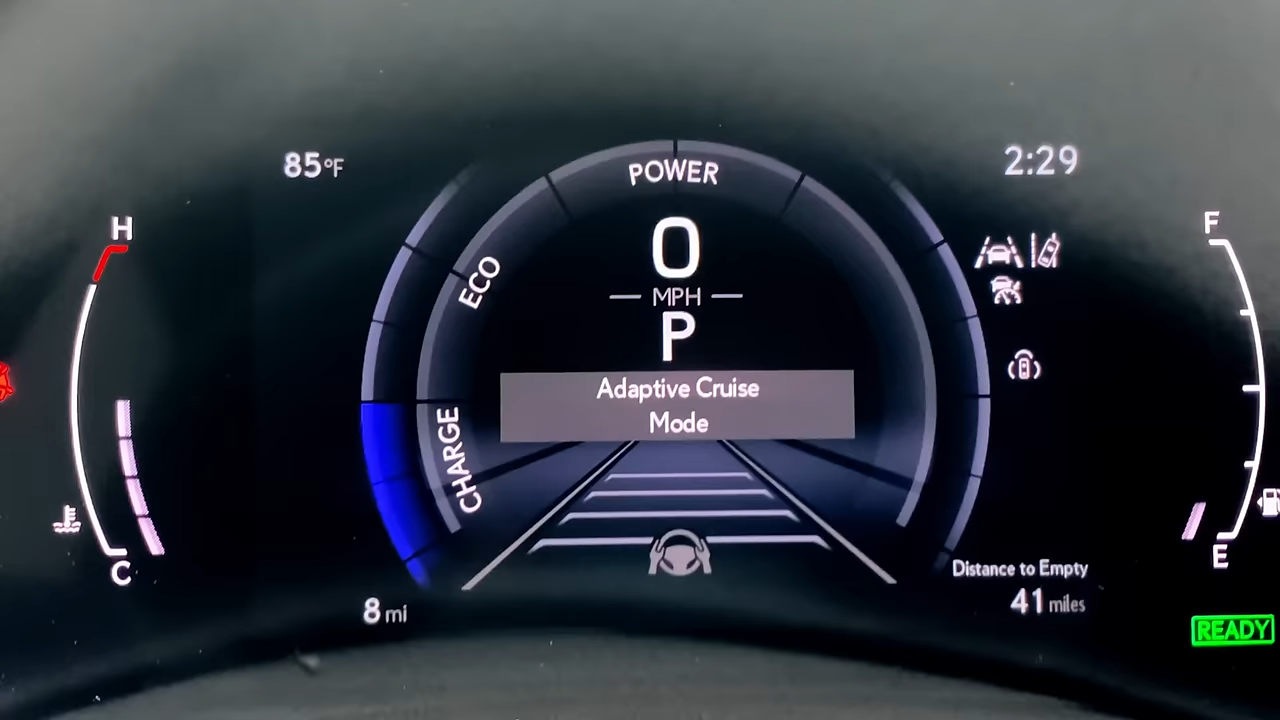 85°F
2:29
POWER
H
F
0
ECO
MPH
P
Adaptive Cruise
Mode
CHARGE
C
E
Distance to Empty
8 mi
41 miles
READY